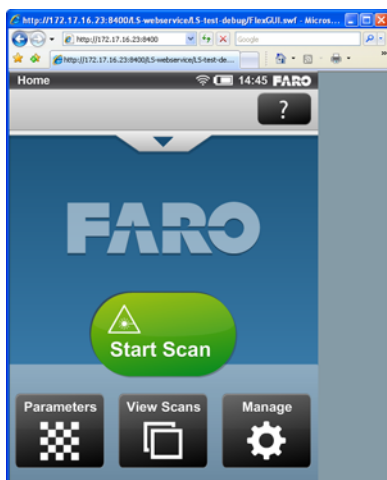 http://172.17.16.23:8400/LS-webservice/LS-test-debug/FlexGUI.swf - Micros...
http://172.17.16.23:8400
Google
http://172.17.16.23:8400/LS-webservice/LS-test-de...
Home
14:45 FARO
?
FARO
Start Scan
Parameters
View Scans
Manage